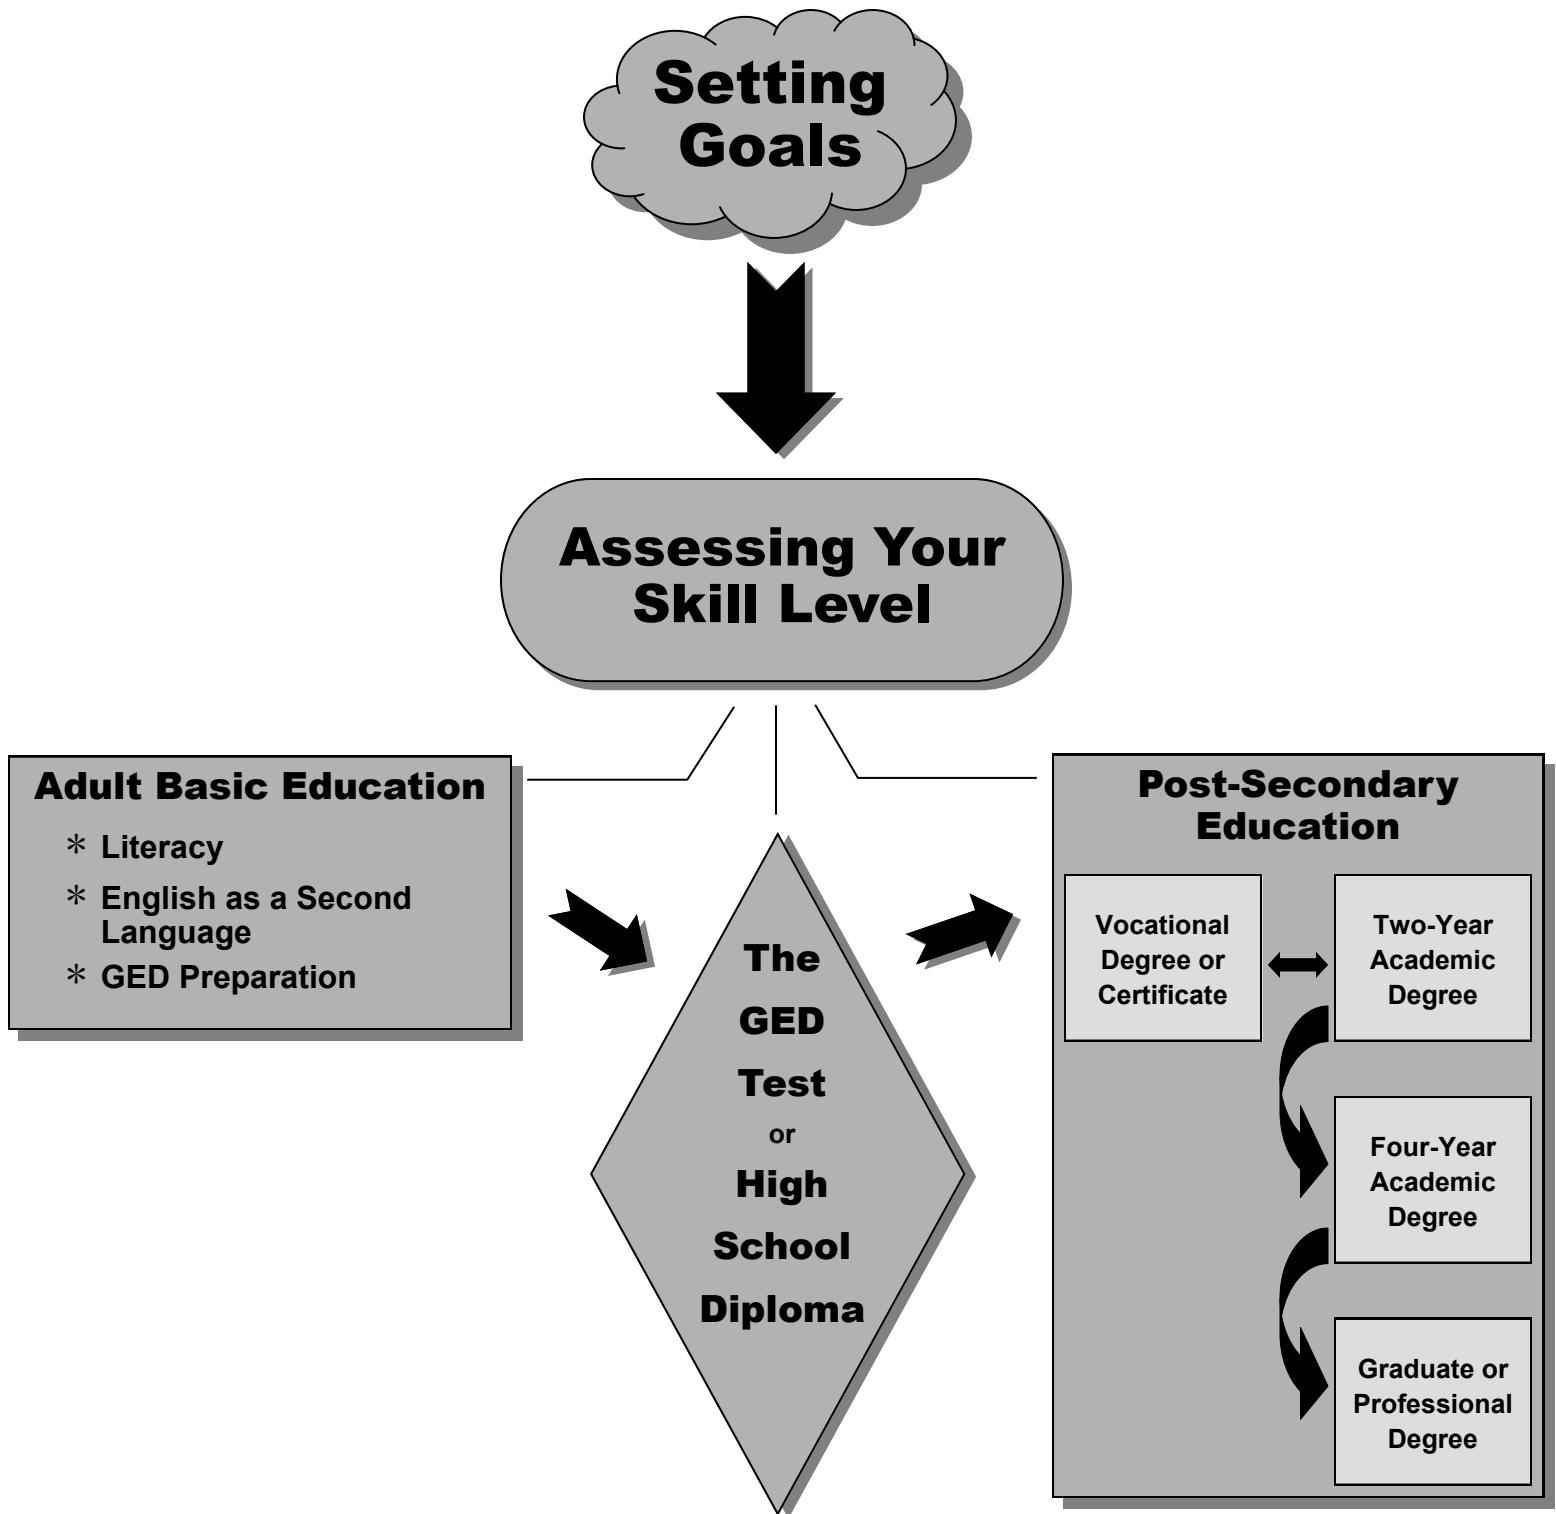 Setting
Goals
Assessing Your
Skill Level
Adult Basic Education
* Literacy
* English as a Second
Language
* GED Preparation
The
GED
Test
or
High
School
Diploma
Post-Secondary
Education
Vocational
Degree or
Certificate
Two-Year
Academic
Degree
Four-Year
Academic
Degree
Graduate or
Professional
Degree